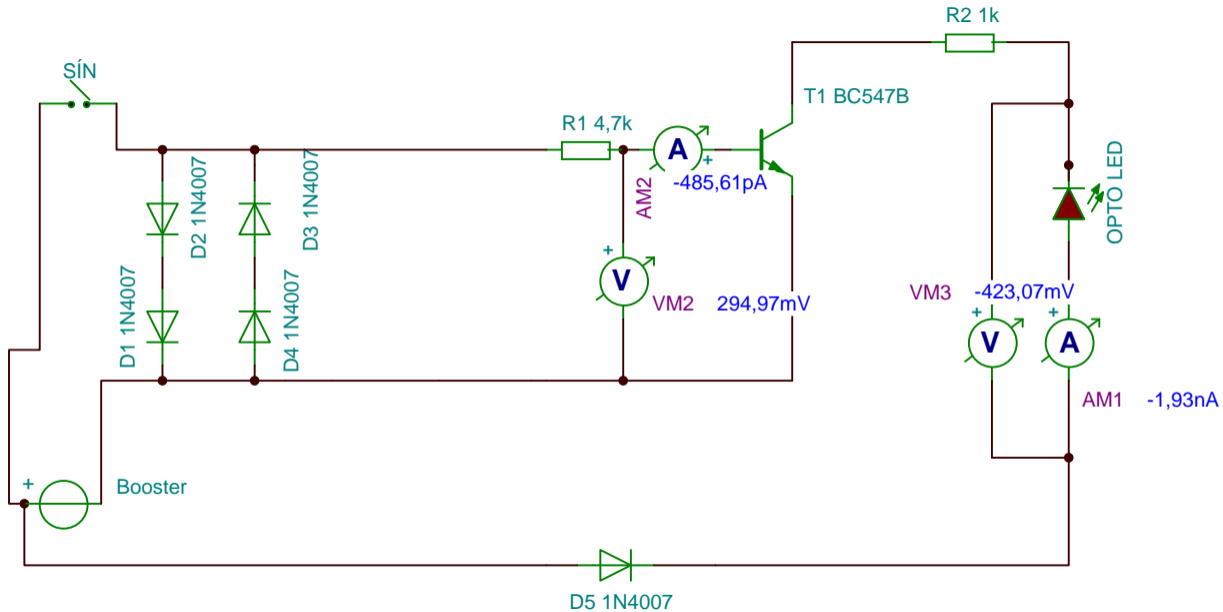 R2 1k
SÍN
T1 BC547B
R1 4,7k
A
+
-485,61pA
AM2
D2 1N4007
D3 1N4007
OPTO LED
+
V
VM2 294,97mV
VM3 -423,07mV
+
+
V
A
D1 1N4007
D4 1N4007
AM1 -1,93nA
+
Booster
D5 1N4007